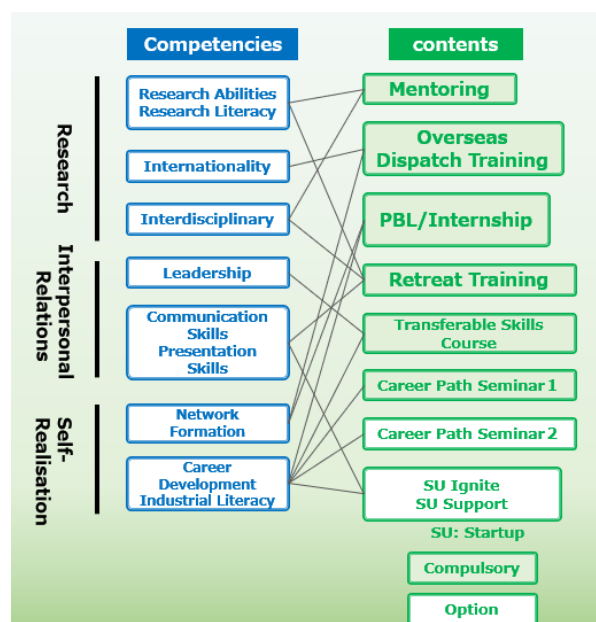 Competencies
contents
Research
Research Abilities
Research Literacy
Internationality
Interdisciplinary
Interpersonal
Relations
Leadership
Communication
Skills
Presentation
Skills
Self-
Realisation
Network
Formation
Career
Development
Industrial Literacy
Mentoring
Overseas
Dispatch Training
PBL/Internship
Retreat Training
Transferable Skills
Course
Career Path Seminar1
Career Path Seminar2
SU Ignite
SU Support
SU: Startup
Compulsory
Option